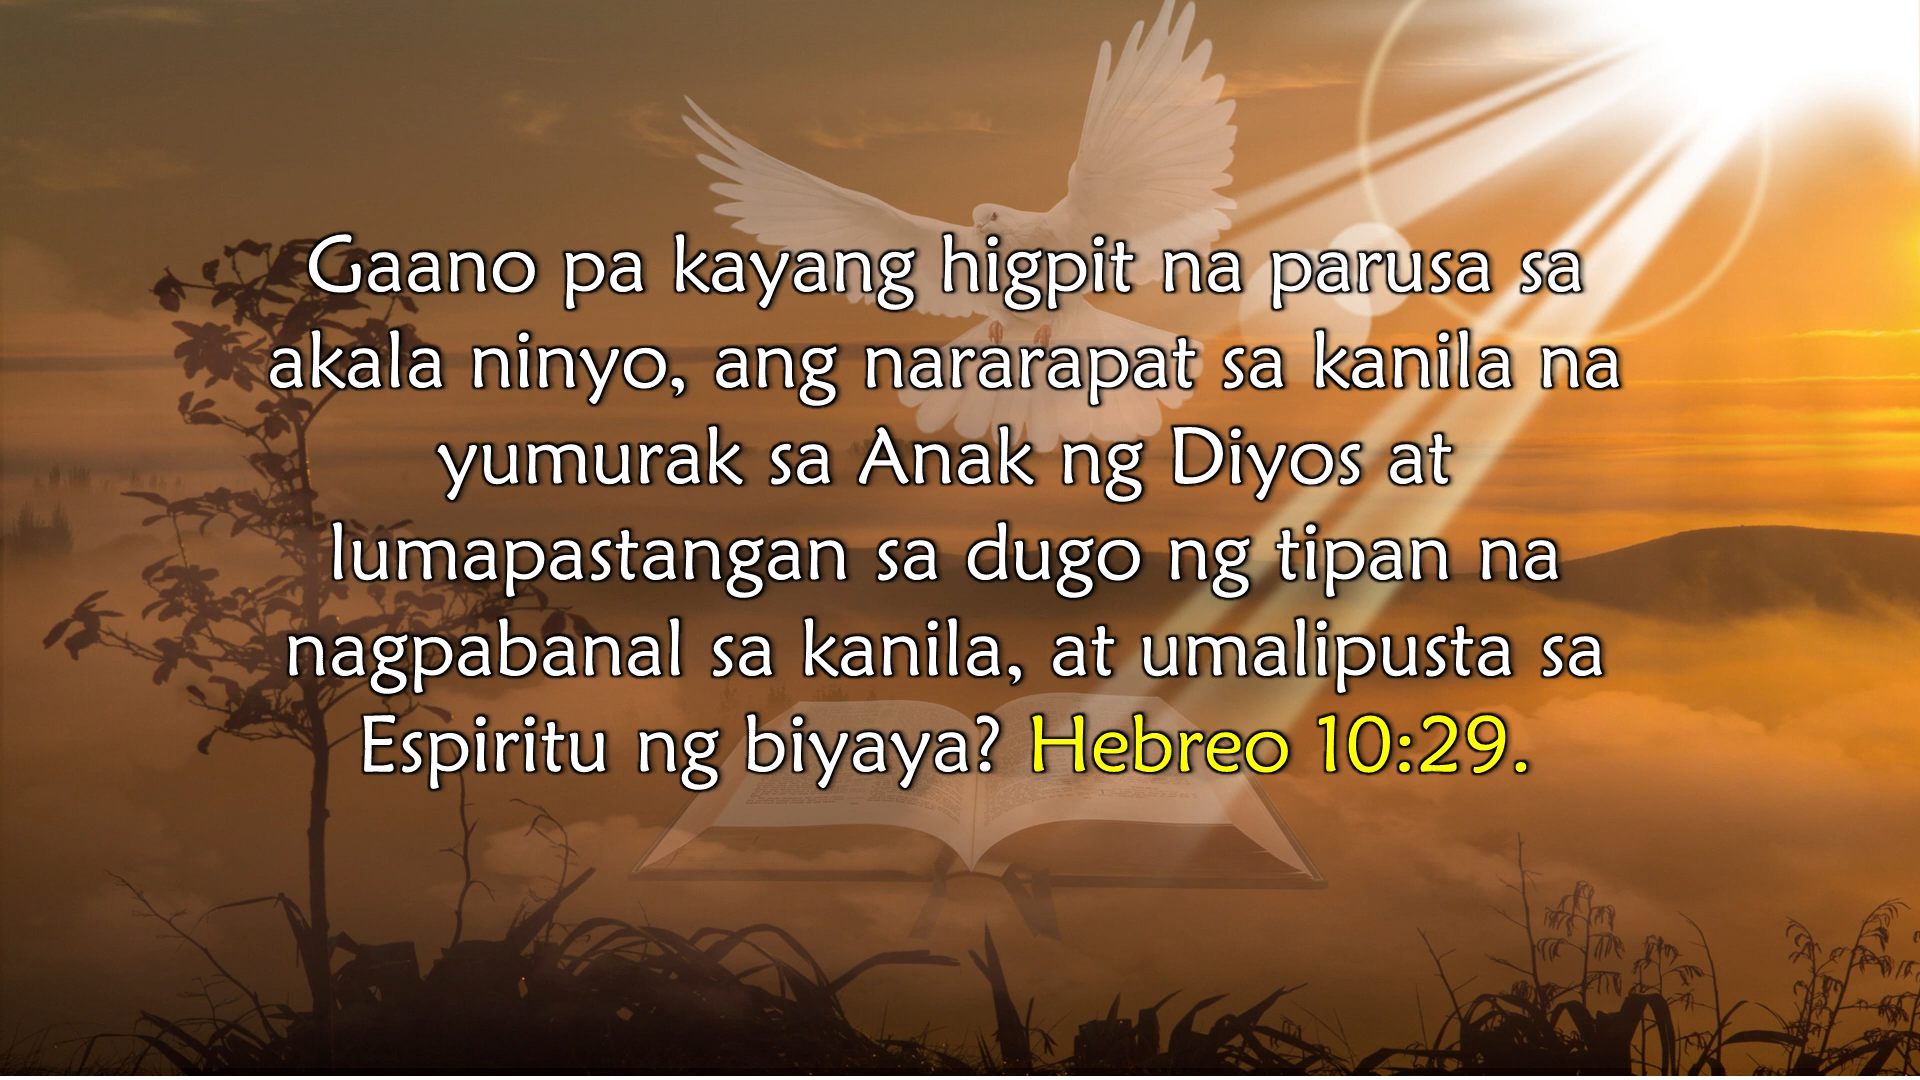 Gaano pa kayang higpit na parusa sa
akala ninyo, ang nararapat sa kanila na
yumurak sa Anak ng Diyos at
lumapastangan sa dugo ng tipan na
nagpabanal sa kanila, at umalipusta sa
Espiritu ng biyaya? Hebreo 10:29.